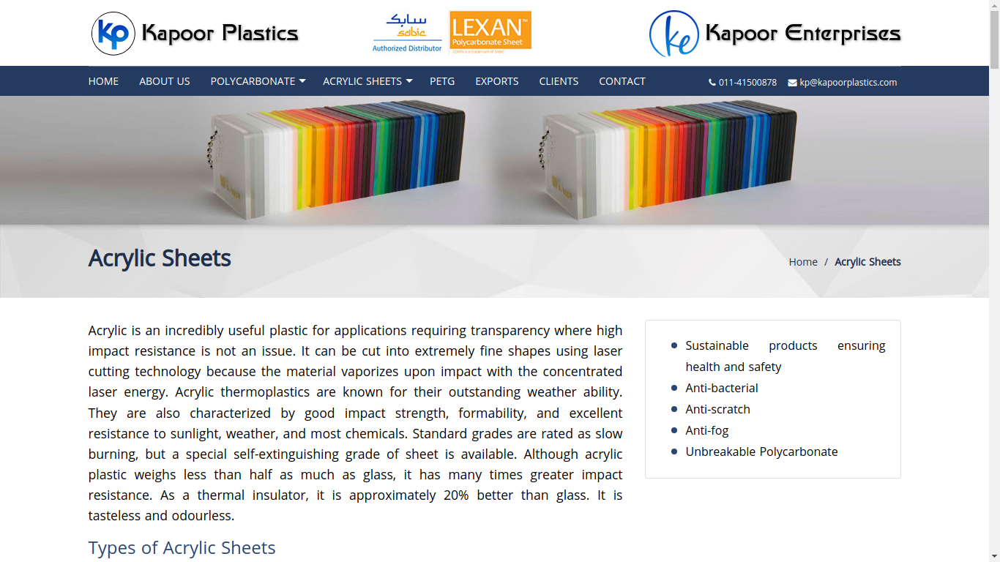 kp Kapoor Plastics
سابك
sabic
Authorized Distributor
LEXAN™
Polycarbonate Sheet
LEXAN is a trademark of SABIC
ke Kapoor Enterprises
HOME ABOUT US POLYCARBONATE ACRYLIC SHEETS PETG EXPORTS CLIENTS CONTACT 011-41500878 kp@kapoorplastics.com
Acrylic Sheets
Home / Acrylic Sheets
Acrylic is an incredibly useful plastic for applications requiring transparency where high
impact resistance is not an issue. It can be cut into extremely fine shapes using laser
cutting technology because the material vaporizes upon impact with the concentrated
laser energy. Acrylic thermoplastics are known for their outstanding weather ability.
They are also characterized by good impact strength, formability, and excellent
resistance to sunlight, weather, and most chemicals. Standard grades are rated as slow
burning, but a special self-extinguishing grade of sheet is available. Although acrylic
plastic weighs less than half as much as glass, it has many times greater impact
resistance. As a thermal insulator, it is approximately 20% better than glass. It is
tasteless and odourless.
Sustainable products ensuring
health and safety
Anti-bacterial
Anti-scratch
Anti-fog
Unbreakable Polycarbonate
Types of Acrylic Sheets